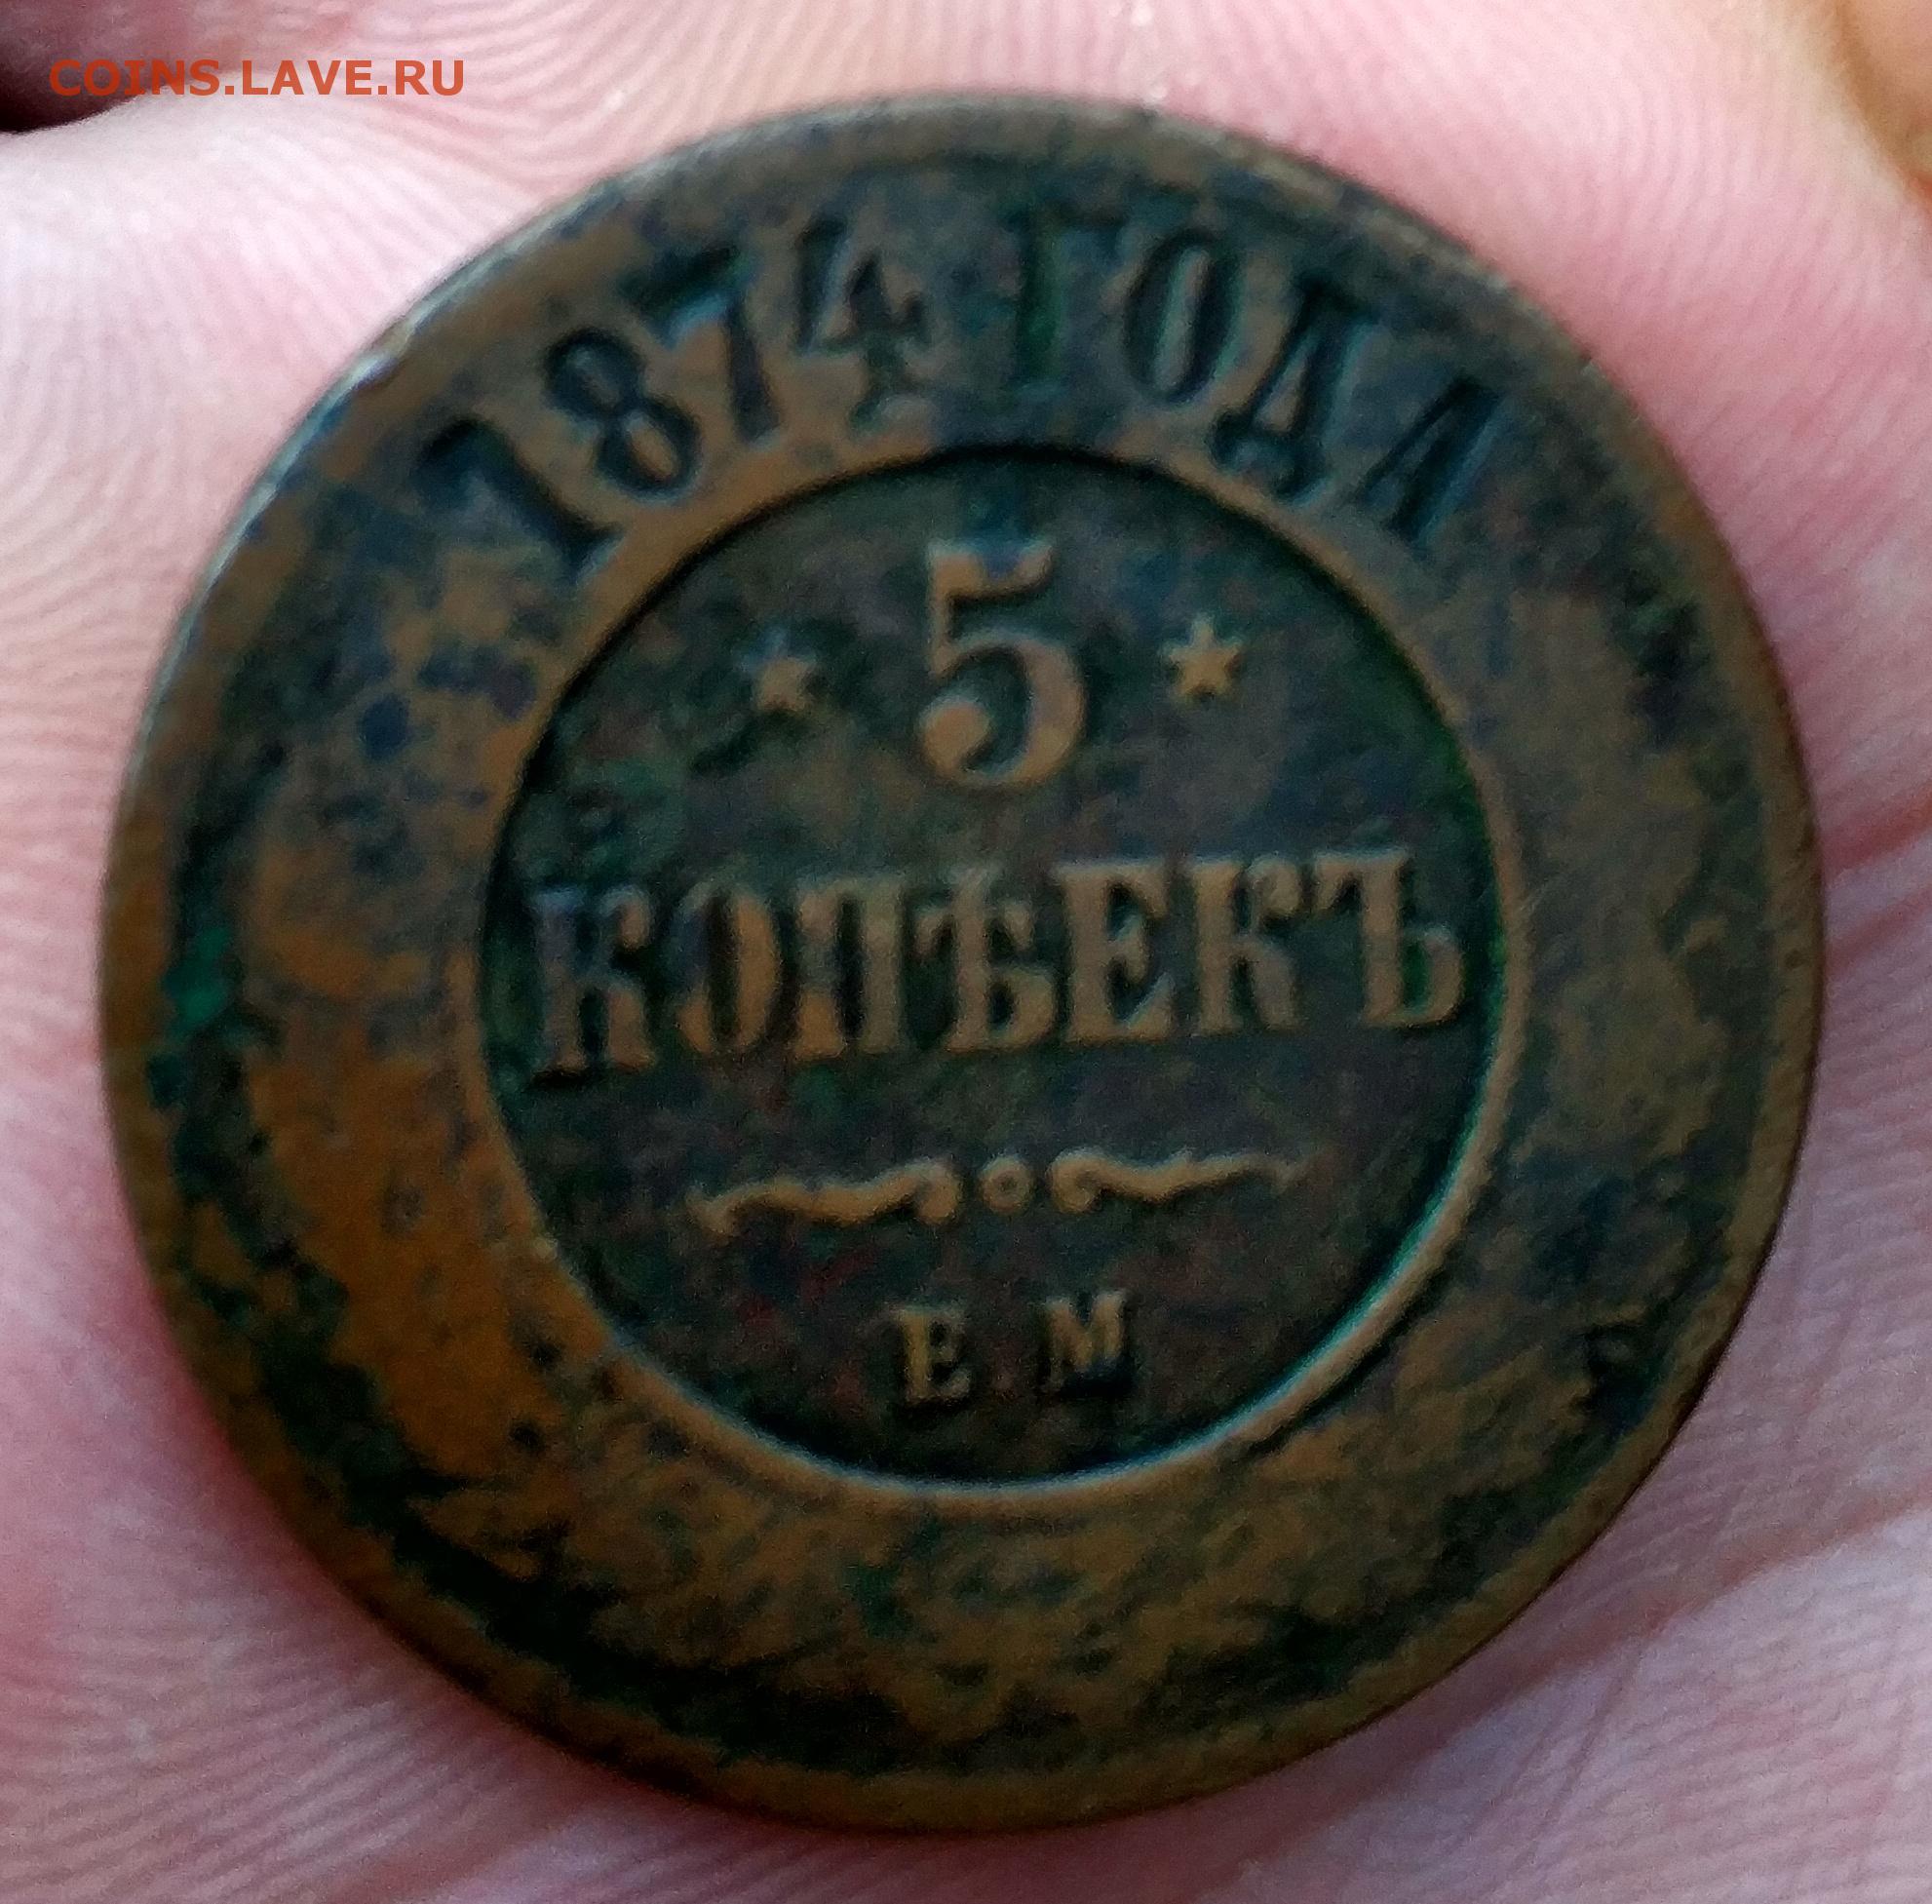 COINS.LAVE.RU
1874 ГОДА
5
КОПѢЕКЪ
Е М